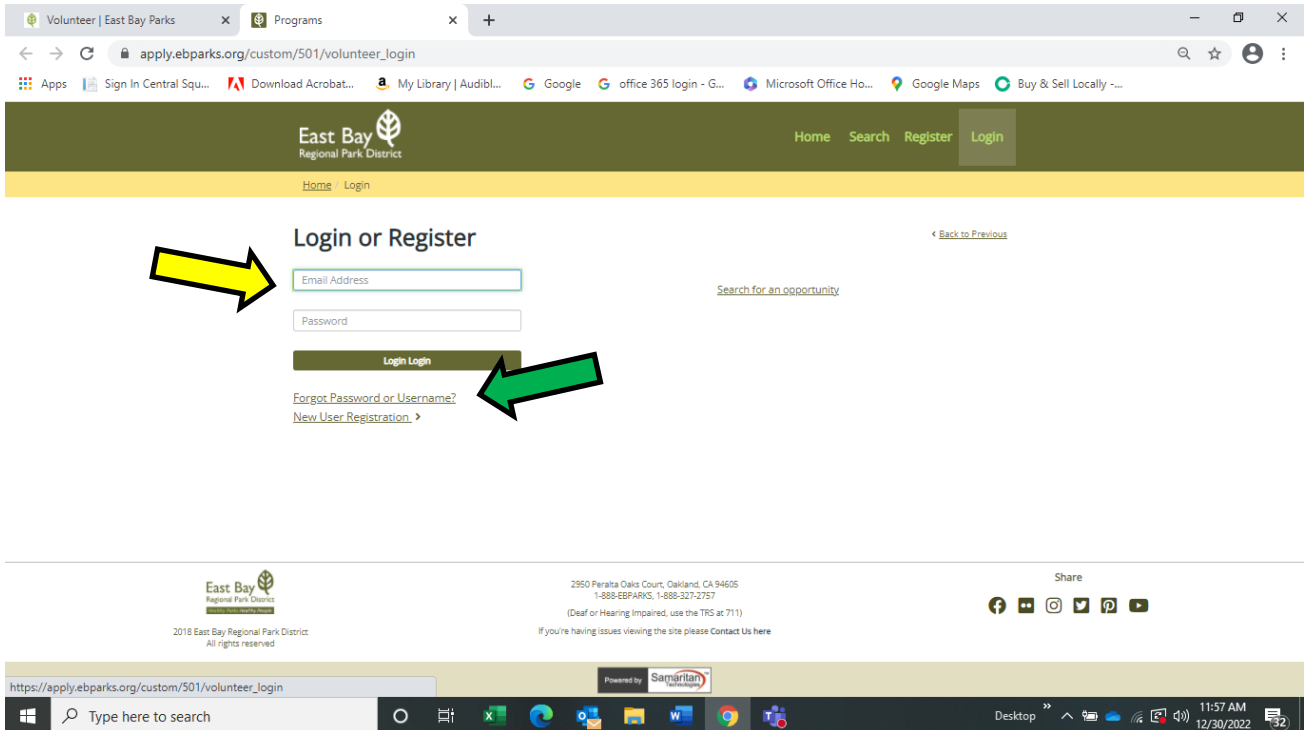 Volunteer | East Bay Parks
Programs
apply.ebparks.org/custom/501/volunteer_login
Apps
Sign In Central Squ...
Download Acrobat...
My Library | Audibl...
Google
office 365 login - G...
Microsoft Office Ho...
Google Maps
Buy & Sell Locally -...
East Bay
Regional Park District
Home Search Register Login
Home / Login
Login or Register
Back to Previous
Email Address
Search for an opportunity
Password
Login Login
Forgot Password or Username?
New User Registration
East Bay
Regional Park District
Healthy Parks Healthy People
2018 East Bay Regional Park District
All rights reserved
2950 Peralta Oaks Court, Oakland, CA 94605
1-888-EBPARKS, 1-888-327-2757
(Deaf or Hearing Impaired, use the TRS at 711)
If you're having issues viewing the site please Contact Us here
Share
Powered by Samaritan Technologies
https://apply.ebparks.org/custom/501/volunteer_login
Type here to search
Desktop
11:57 AM
12/30/2022
32